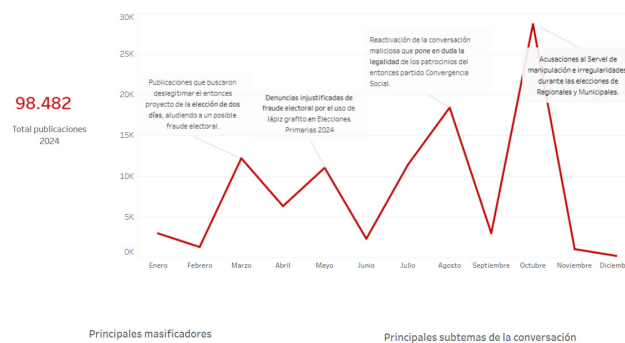 98.482
Total publicaciones
2024
30K
25K
20K
15K
10K
5K
0K
Publicaciones que buscaron
deslegitimar el entonces
proyecto de la elección de dos
días, aludiendo a un posible
fraude electoral.
Denuncias injustificadas de
fraude electoral por el uso de
lápiz grafito en Elecciones
Primarias 2024
Reactivación de la conversación
maliciosa que pone en duda la
legalidad de los patrocinios del
entonces partido Convergencia
Social.
Acusaciones al Servel de
manipulación e irregularidades
durante las elecciones de
Regionales y Municipales.
Enero Febrero Marzo Abril Mayo Junio Julio Agosto Septiembre Octubre Noviembre Diciemb
Principales masificadores
Principales subtemas de la conversación